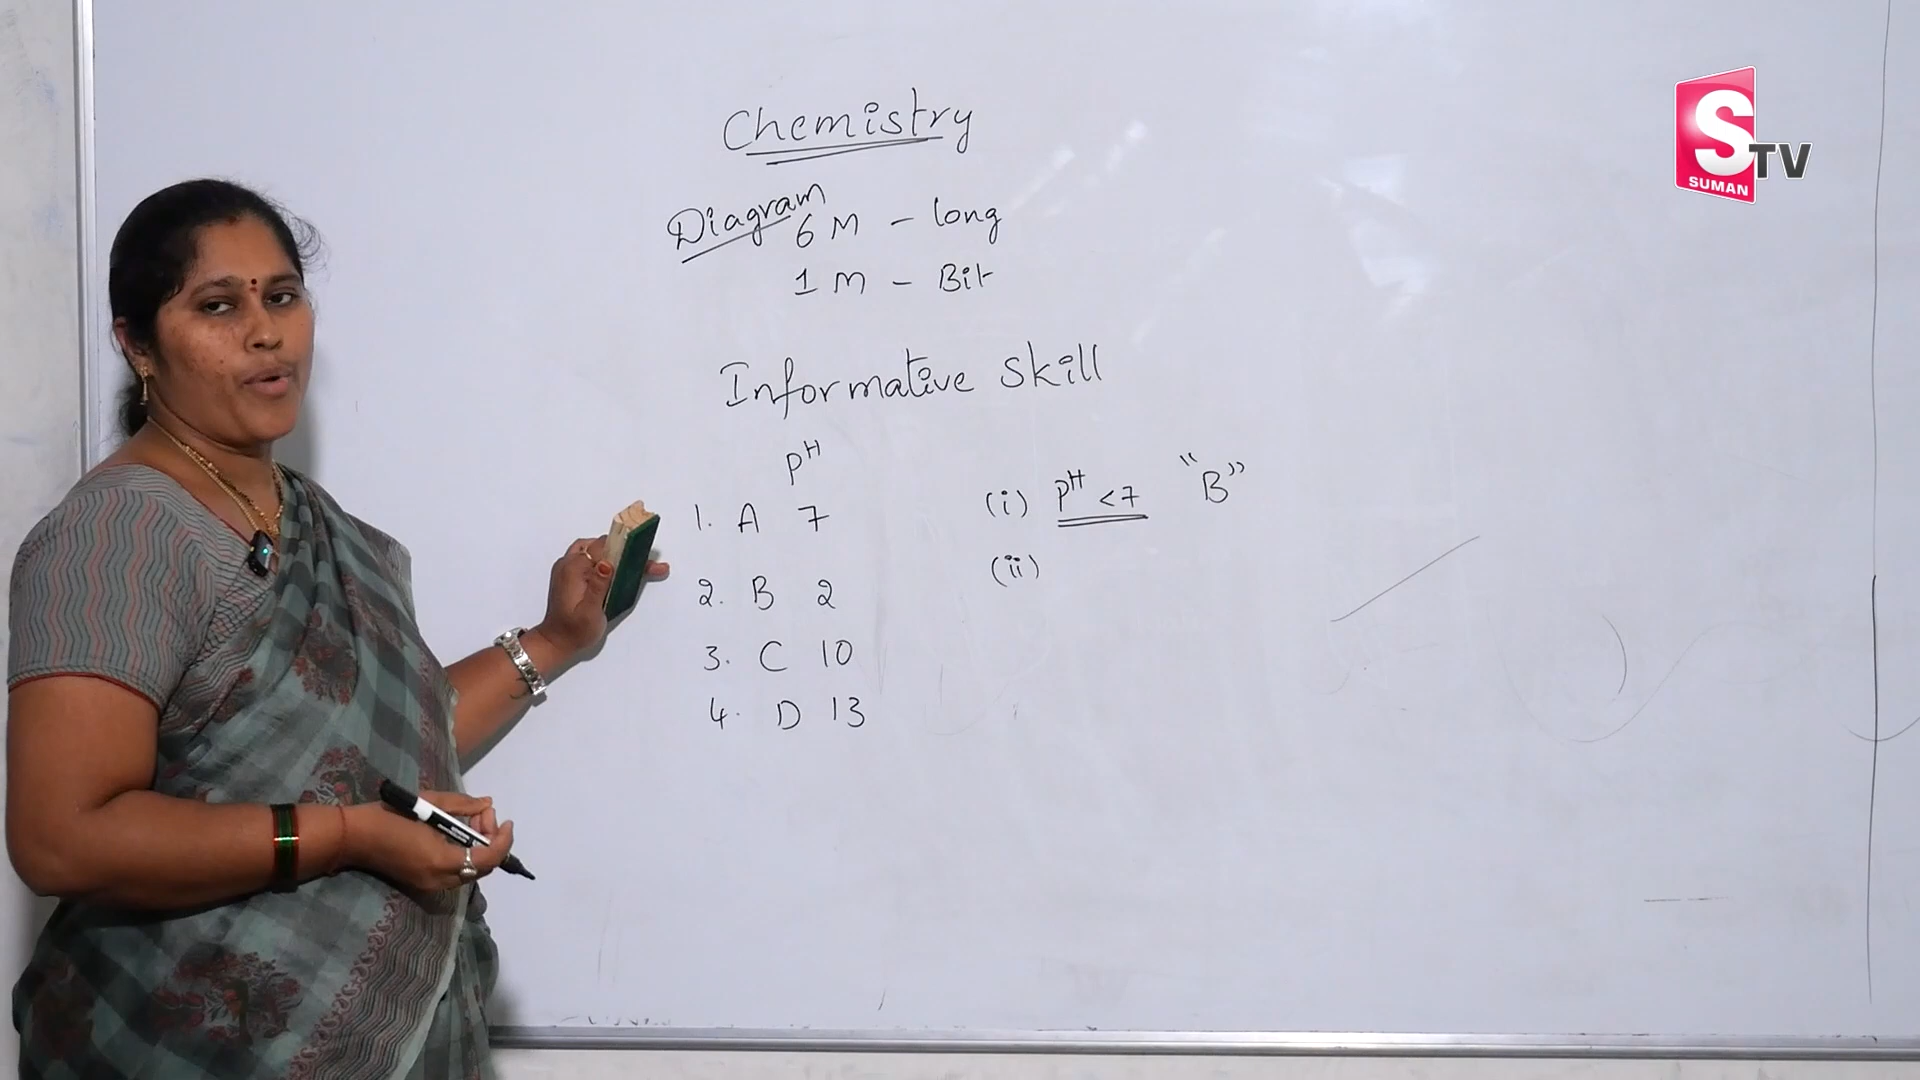 Chemistry
Diagram
6 M - long
1 M - Bit
Informative Skill
pH
1. A 7
2. B 2
3. C 10
4. D 13
(i) pH <7 "B"
(ii)
S TV
SUMAN